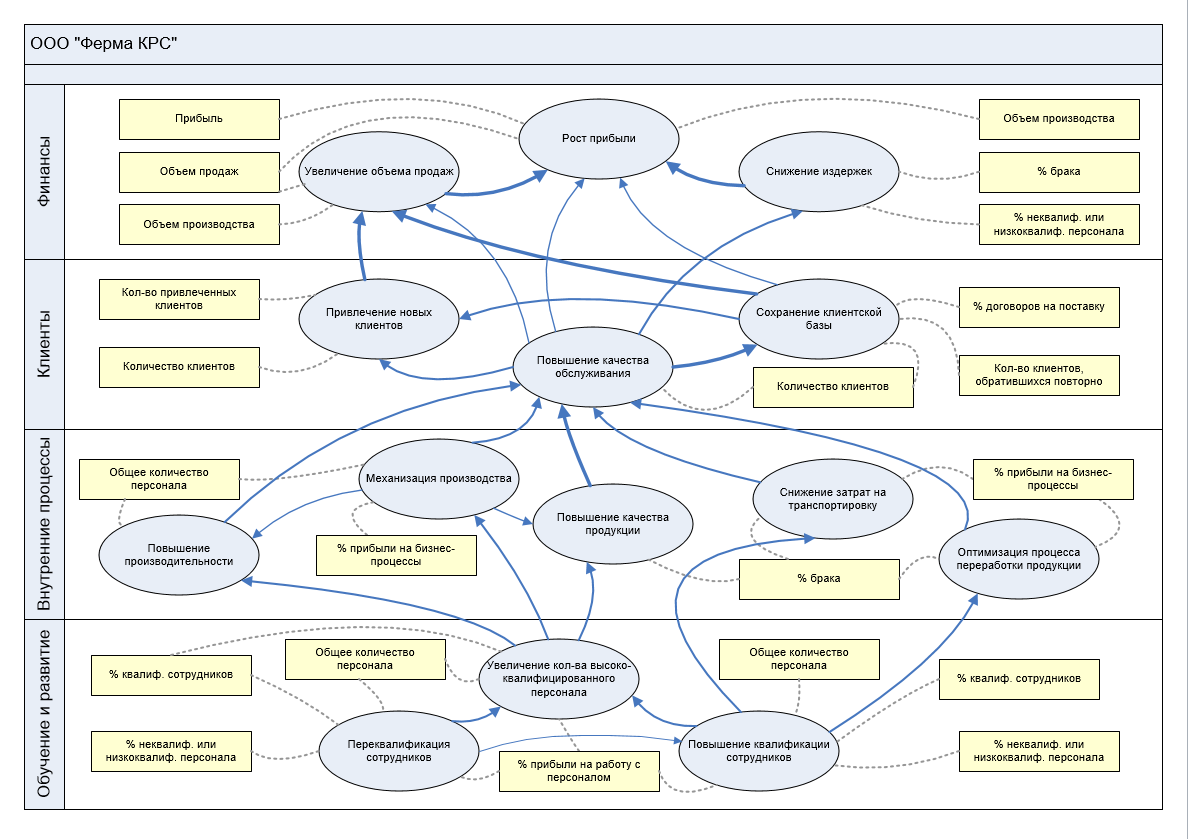 ООО "Ферма КРС"
Финансы
Прибыль
Рост прибыли
Объем производства
Объем продаж
Увеличение объема продаж
Снижение издержек
% брака
Объем производства
% неквалиф. или
низкоквалиф. персонала
Клиенты
Кол-во привлеченных
клиентов
Привлечение новых
клиентов
Сохранение клиентской
базы
% договоров на поставку
Количество клиентов
Повышение качества
обслуживания
Количество клиентов
Кол-во клиентов,
обратившихся повторно
Внутренние процессы
Общее количество
персонала
Механизация производства
Снижение затрат на
транспортировку
% прибыли на бизнес-
процессы
Повышение качества
продукции
Повышение
производительности
% прибыли на бизнес-
процессы
Оптимизация процесса
переработки продукции
% брака
Обучение и развитие
% квалиф. сотрудников
Общее количество
персонала
Увеличение кол-ва высоко-
квалифицированного
персонала
Общее количество
персонала
% квалиф. сотрудников
% неквалиф. или
низкоквалиф. персонала
Переквалификация
сотрудников
% прибыли на работу с
персоналом
Повышение квалификации
сотрудников
% неквалиф. или
низкоквалиф. персонала